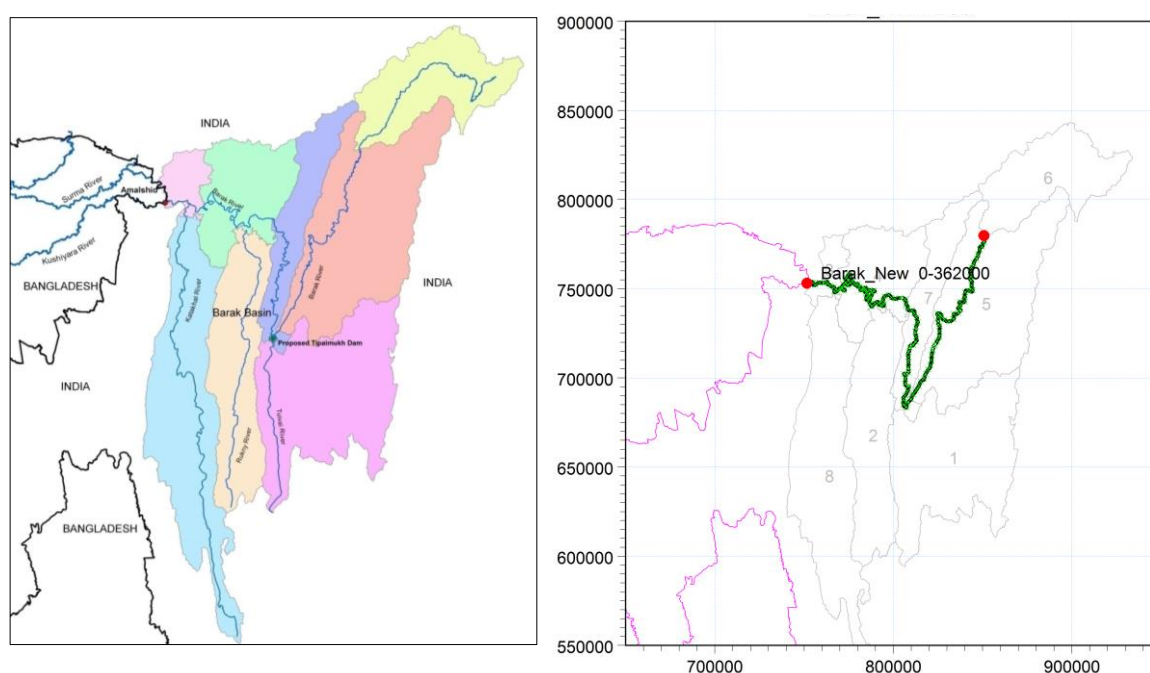 INDIA
Surma River
Amalshid
Kushiyara River
BANGLADESH
Barak River
Katakhal River
Barak Basin
Barak River
INDIA
Proposed Tipaimukh Dam
INDIA
Rukny River
Tuivai River
BANGLADESH
900000
850000
800000
750000
700000
650000
600000
550000
700000
800000
900000
6
Barak_New 0-362000
7
5
2
1
8